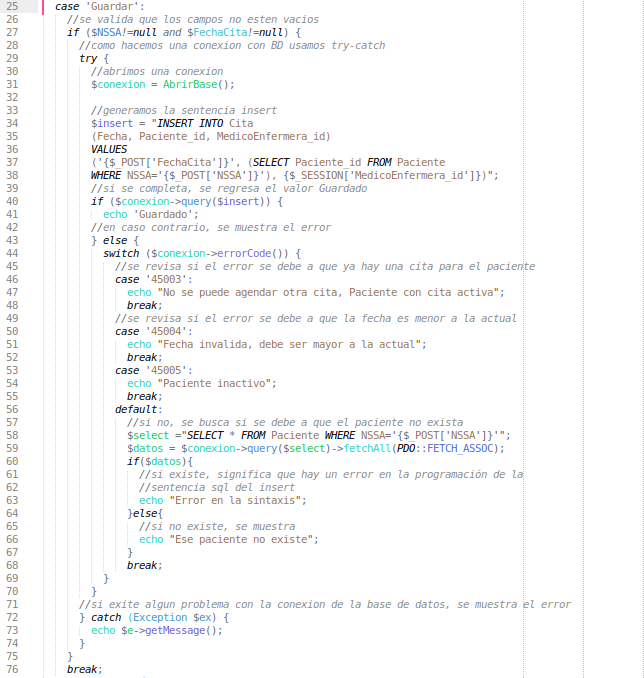 25 case 'Guardar':
26 //se valida que los campos no esten vacios
27 if ($NSSA!=null and $FechaCita!=null) {
28 //como hacemos una conexion con BD usamos try-catch
29 try {
30 //abrimos una conexion
31 $conexion = AbrirBase();
32
33 //generamos la sentencia insert
34 $insert = "INSERT INTO Cita
35 (Fecha, Paciente_id, MedicoEnfermera_id)
36 VALUES
37 ('{$_POST['FechaCita']}', (SELECT Paciente_id FROM Paciente
38 WHERE NSSA='{$_POST['NSSA']}'), {$_SESSION['MedicoEnfermera_id']})";
39 //si se completa, se regresa el valor Guardado
40 if ($conexion->query($insert)) {
41 echo 'Guardado';
42 //en caso contrario, se muestra el error
43 } else {
44 switch ($conexion->errorCode()) {
45 //se revisa si el error se debe a que ya hay una cita para el paciente
46 case '45003':
47 echo "No se puede agendar otra cita, Paciente con cita activa";
48 break;
49 //se revisa si el error se debe a que la fecha es menor a la actual
50 case '45004':
51 echo "Fecha invalida, debe ser mayor a la actual";
52 break;
53 case '45005':
54 echo "Paciente inactivo";
55 break;
56 default:
57 //si no, se busca si se debe a que el paciente no exista
58 $select ="SELECT * FROM Paciente WHERE NSSA='{$_POST['NSSA']}'";
59 $datos = $conexion->query($select)->fetchAll(PDO::FETCH_ASSOC);
60 if($datos){
61 //si existe, significa que hay un error en la programación de la
62 //sentencia sql del insert
63 echo "Error en la sintaxis";
64 }else{
65 //si no existe, se muestra
66 echo "Ese paciente no existe";
67 }
68 break;
69 }
70 }
71 //si exite algun problema con la conexion de la base de datos, se muestra el error
72 } catch (Exception $ex) {
73 echo $e->getMessage();
74 }
75 }
76 break;